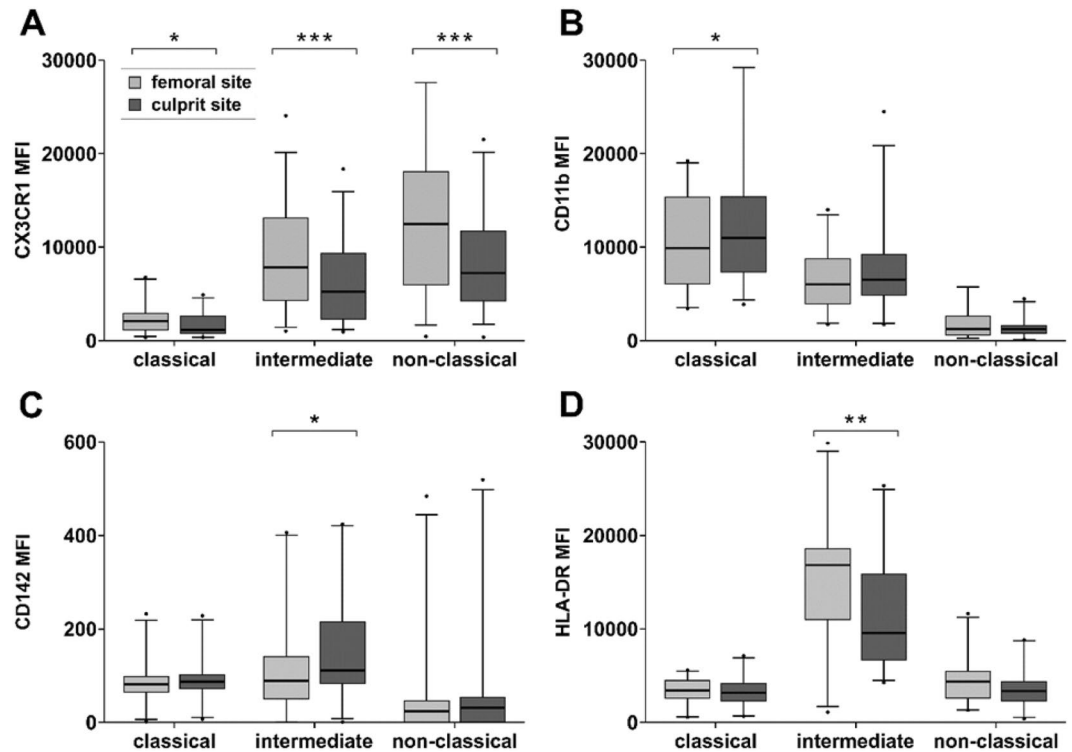 A
B
* *** ***
*
30000
20000
10000
0
CX3CR1 MFI
femoral site
culprit site
classical intermediate non-classical
30000
20000
10000
0
CD11b MFI
classical intermediate non-classical
C
D
*
**
600
400
200
0
CD142 MFI
classical intermediate non-classical
30000
20000
10000
0
HLA-DR MFI
classical intermediate non-classical